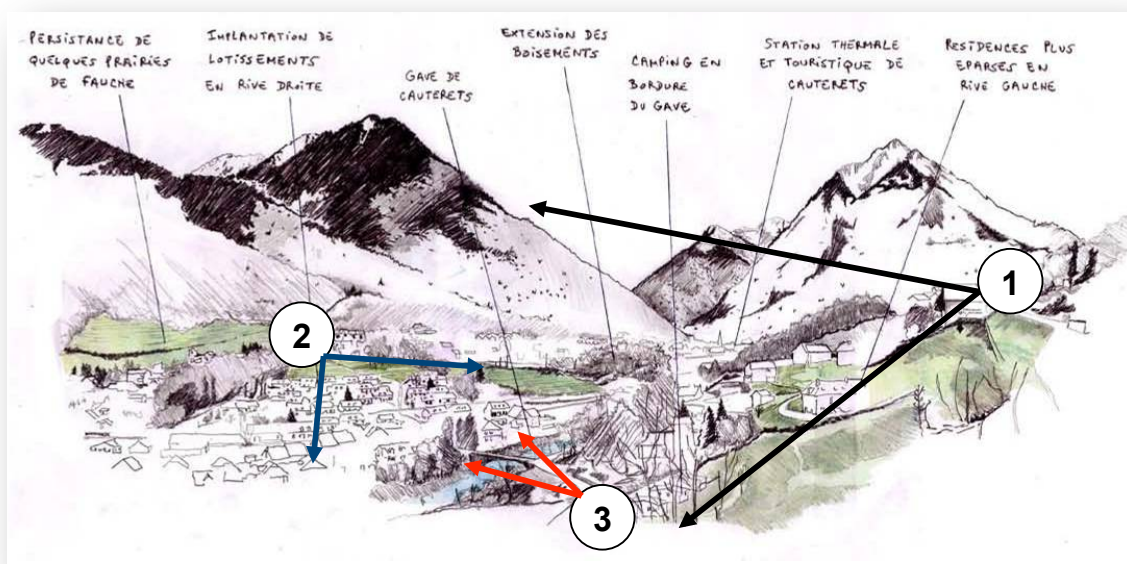 PERSISTANCE DE
QUELQUES PRAIRIES
DE FAUCHE
IMPLANTATION DE
LOTISSEMENTS
EN RIVE DROITE
GAVE DE
CAUTERETS
EXTENSION DES
BOISEMENTS
CAMPING EN
BORDURE
DU GAVE
STATION THERMALE
ET TOURISTIQUE DE
CAUTERETS
RESIDENCES PLUS
EPARSES EN
RIVE GAUCHE
1
2
3